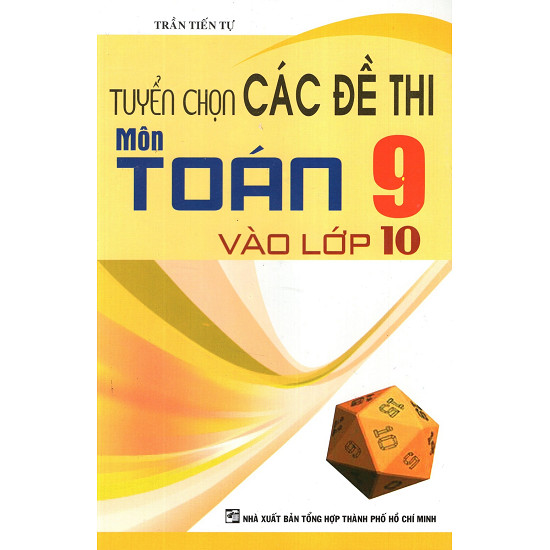 TRẦN TIẾN TỰ
TUYỂN CHỌN CÁC ĐỀ THI
Môn
TOÁN 9
VÀO LỚP 10
10
NHÀ XUẤT BẢN TỔNG HỢP THÀNH PHỐ HỒ CHÍ MINH